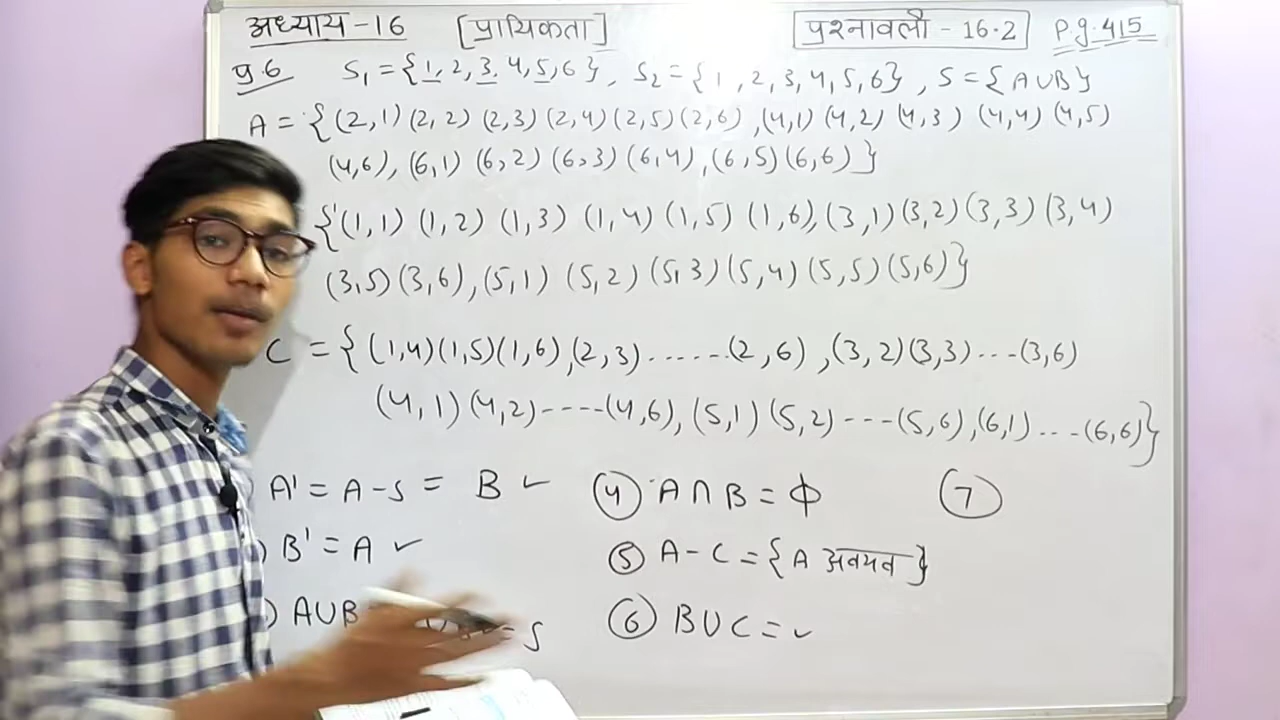 अध्याय -16 [प्रायिकता] प्रश्नावली - 16.2 P.g. 415
प्र.6 S₁ = {1, 2, 3, 4, 5, 6}, S₂ = {1, 2, 3, 4, 5, 6}, S = {A∪B}
A = {(2,1) (2,2) (2,3) (2,4) (2,5) (2,6), (4,1) (4,2) (4,3) (4,4) (4,5)
(4,6), (6,1) (6,2) (6,3) (6,4), (6,5) (6,6)}
{(1,1) (1,2) (1,3) (1,4) (1,5) (1,6), (3,1) (3,2) (3,3) (3,4)
(3,5) (3,6), (5,1) (5,2) (5,3) (5,4) (5,5) (5,6)}
C = {(1,4) (1,5) (1,6), (2,3) ...... (2,6), (3,2) (3,3) ... (3,6)
(4,1) (4,2) ---- (4,6), (5,1) (5,2) --- (5,6), (6,1) ... (6,6)}
A' = A-S = B ✓ ④ A∩B = ϕ ⑦
) B' = A ✓ ⑤ A-C = {A अवयव}
) A∪B = S ⑥ B∪C = ✓